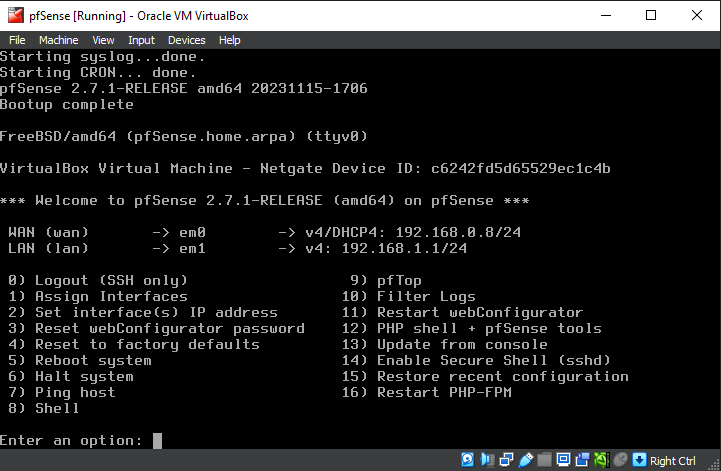 pfSense [Running] - Oracle VM VirtualBox
File Machine View Input Devices Help
Starting syslog...done.
Starting CRON... done.
pfSense 2.7.1-RELEASE amd64 20231115-1706
Bootup complete
FreeBSD/amd64 (pfSense.home.arpa) (ttyv0)
VirtualBox Virtual Machine - Netgate Device ID: c6242fd5d65529ec1c4b
*** Welcome to pfSense 2.7.1-RELEASE (amd64) on pfSense ***
WAN (wan) -> em0 -> v4/DHCP4: 192.168.0.8/24
LAN (lan) -> em1 -> v4: 192.168.1.1/24
0) Logout (SSH only) 9) pfTop
1) Assign Interfaces 10) Filter Logs
2) Set interface(s) IP address 11) Restart webConfigurator
3) Reset webConfigurator password 12) PHP shell + pfSense tools
4) Reset to factory defaults 13) Update from console
5) Reboot system 14) Enable Secure Shell (sshd)
6) Halt system 15) Restore recent configuration
7) Ping host 16) Restart PHP-FPM
8) Shell
Enter an option:
Right Ctrl